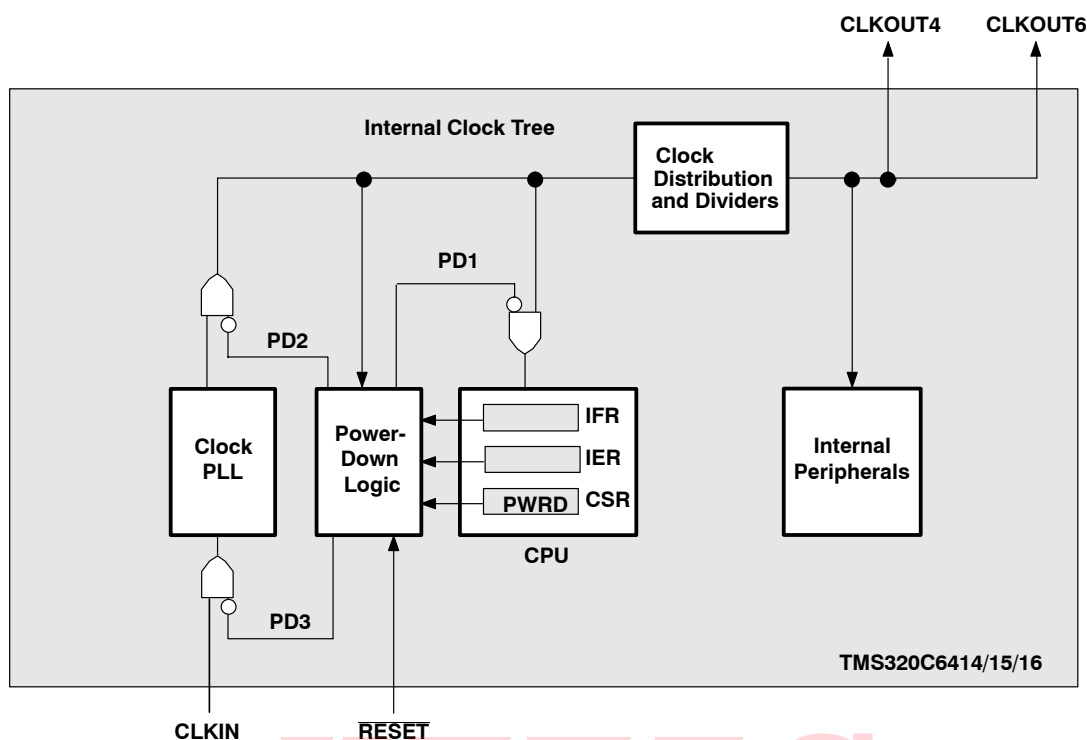 CLKOUT4 CLKOUT6
Internal Clock Tree
Clock
Distribution
and Dividers
PD1
PD2
Clock
PLL
Power-
Down
Logic
IFR
IER
PWRD CSR
CPU
Internal
Peripherals
PD3
TMS320C6414/15/16
CLKIN RESET